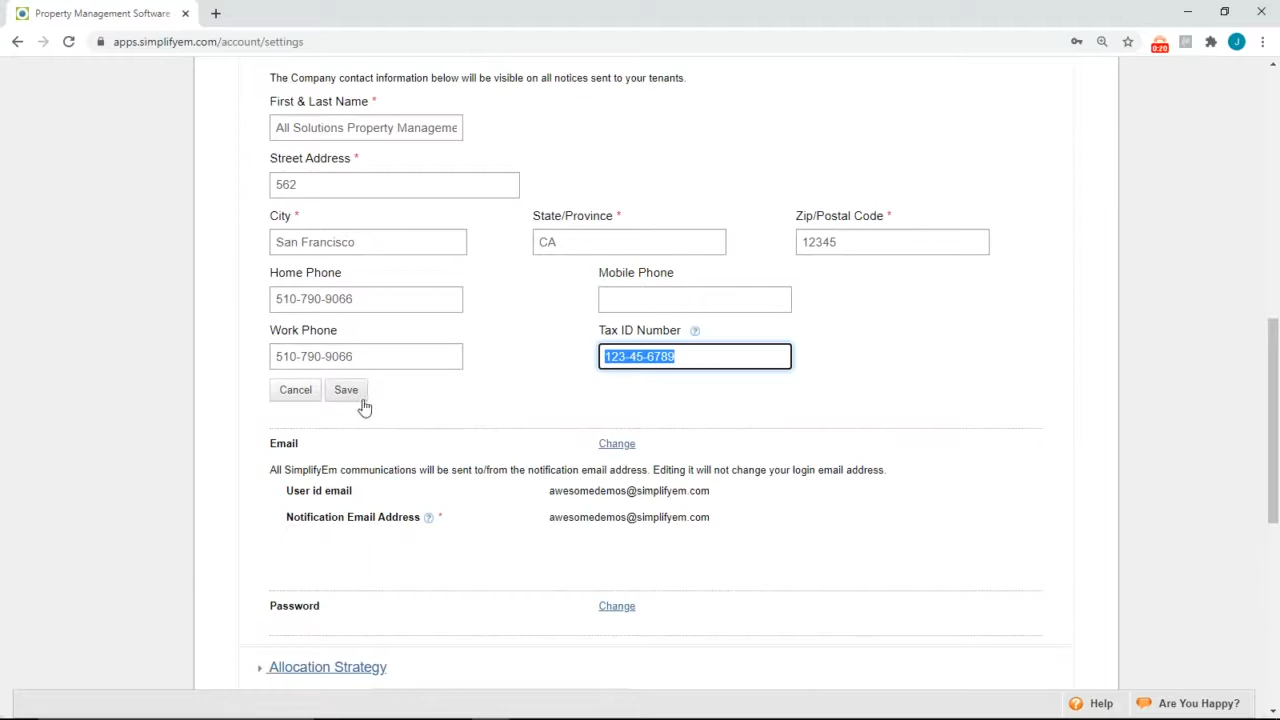 Property Management Software
apps.simplifyem.com/account/settings
0:20
J
The Company contact information below will be visible on all notices sent to your tenants.
First & Last Name *
All Solutions Property Manageme
Street Address *
562
City * State/Province * Zip/Postal Code *
San Francisco CA 12345
Home Phone Mobile Phone
510-790-9066
Work Phone Tax ID Number ?
510-790-9066 123-45-6789
Cancel Save
Email Change
All SimplifyEm communications will be sent to/from the notification email address. Editing it will not change your login email address.
User id email awesomedemos@simplifyem.com
Notification Email Address ? * awesomedemos@simplifyem.com
Password Change
Allocation Strategy
? Help Are You Happy?